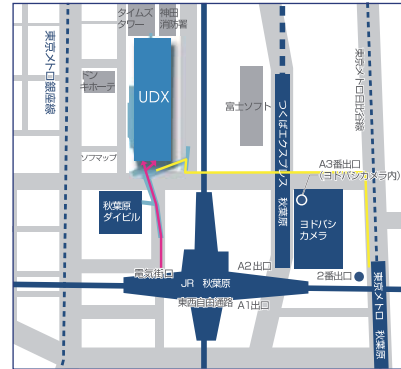 タイムズ
タワー
神田
消防署
東京メトロ銀座線
ドン
キホーテ
UDX
富士ソフト
つくばエクスプレス 秋葉原
東京メトロ日比谷線
ソフマップ
A3番出口
(ヨドバシカメラ内)
秋葉原
ダイビル
ヨドバシ
カメラ
電気街口
A2出口
2番出口
JR 秋葉原
東西自由通路
A1出口
東京メトロ 秋葉原